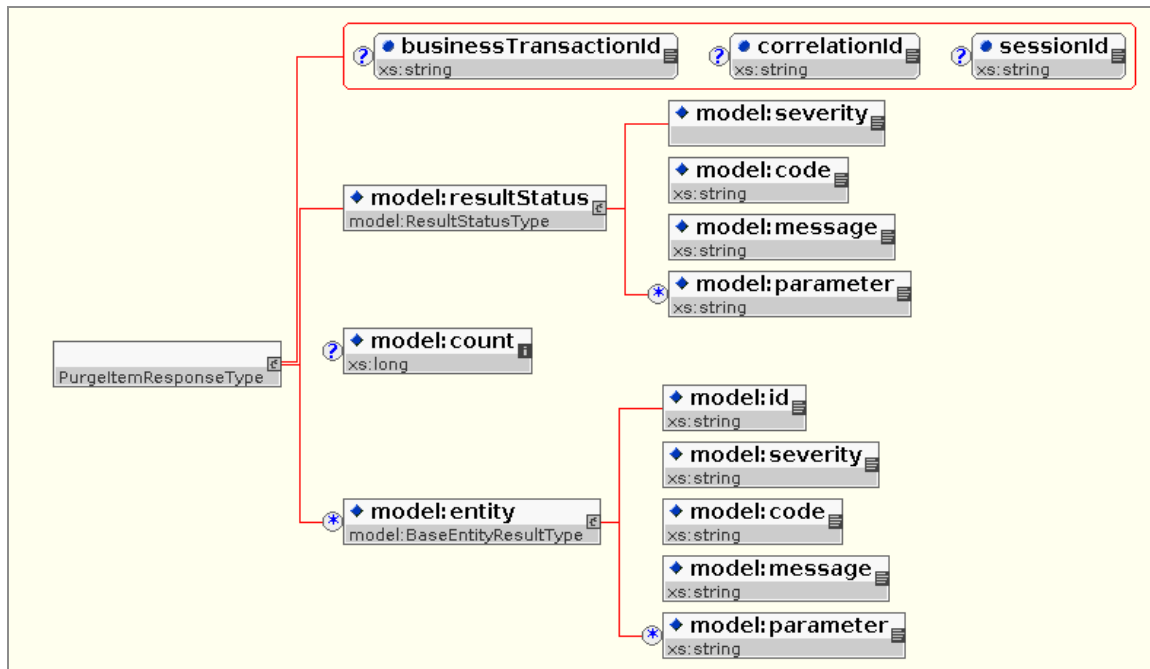 businessTransactionId
xs:string
correlationId
xs:string
sessionId
xs:string
model:severity
model:code
xs:string
model:resultStatus
model:ResultStatusType
model:message
xs:string
model:parameter
xs:string
model:count
xs:long
PurgeItemResponseType
model:id
xs:string
model:severity
xs:string
model:entity
model:BaseEntityResultType
model:code
xs:string
model:message
xs:string
model:parameter
xs:string